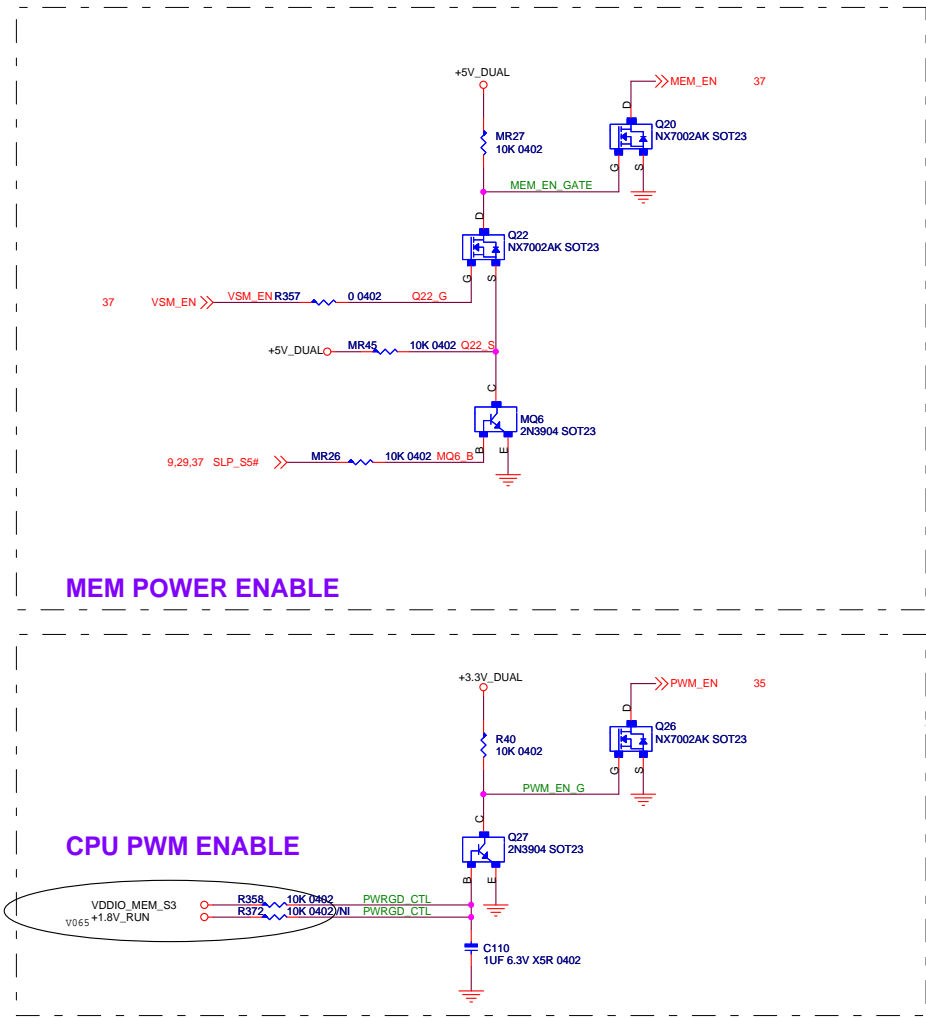 +5V_DUAL
MEM_EN 37
D
Q20
NX7002AK SOT23
MR27
10K 0402
G
S
MEM_EN_GATE
D
Q22
NX7002AK SOT23
G
S
37 VSM_EN VSM_EN R357 0 0402 Q22_G
+5V_DUAL MR45 10K 0402 Q22_S
C
MQ6
2N3904 SOT23
B
E
9,29,37 SLP_S5# MR26 10K 0402 MQ6_B
MEM POWER ENABLE
+3.3V_DUAL
PWM_EN 35
D
Q26
NX7002AK SOT23
R40
10K 0402
G
S
PWM_EN_G
C
Q27
2N3904 SOT23
CPU PWM ENABLE
B
E
VDDIO_MEM_S3 R358 10K 0402 PWRGD_CTL
V065 +1.8V_RUN R372 10K 0402/NI PWRGD_CTL
C110
1UF 6.3V X5R 0402